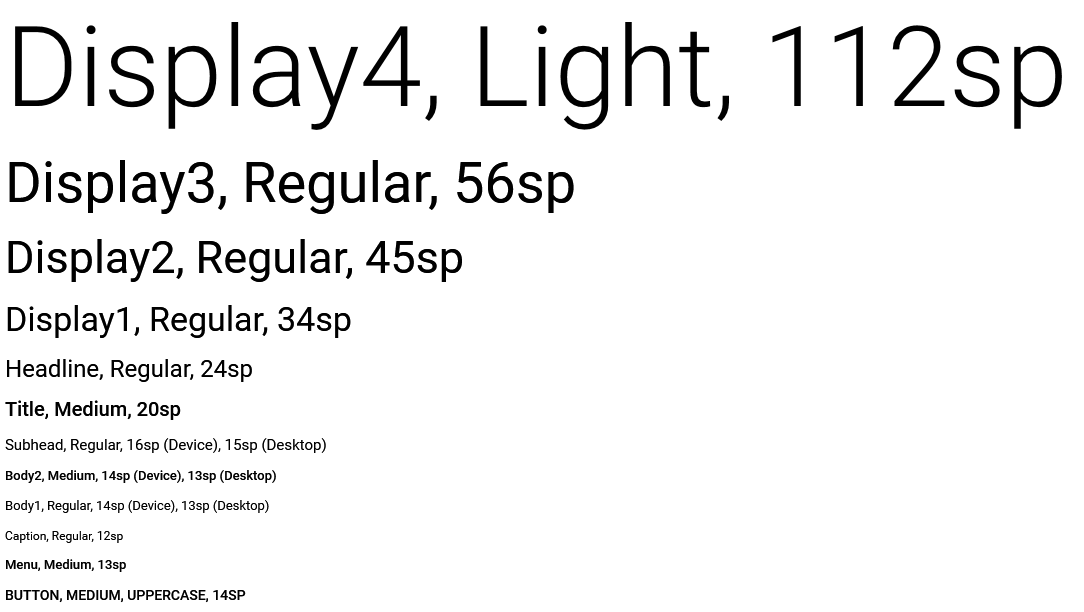 Display4, Light, 112sp
Display3, Regular, 56sp
Display2, Regular, 45sp
Display1, Regular, 34sp
Headline, Regular, 24sp
Title, Medium, 20sp
Subhead, Regular, 16sp (Device), 15sp (Desktop)
Body2, Medium, 14sp (Device), 13sp (Desktop)
Body1, Regular, 14sp (Device), 13sp (Desktop)
Caption, Regular, 12sp
Menu, Medium, 13sp
BUTTON, MEDIUM, UPPERCASE, 14SP